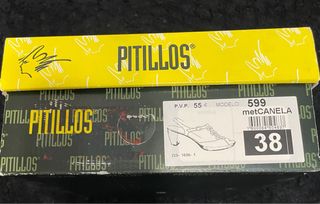 PITILLOS®
PITILLOS
P.V.P. 55 € MODELO 599
metCANELA
38